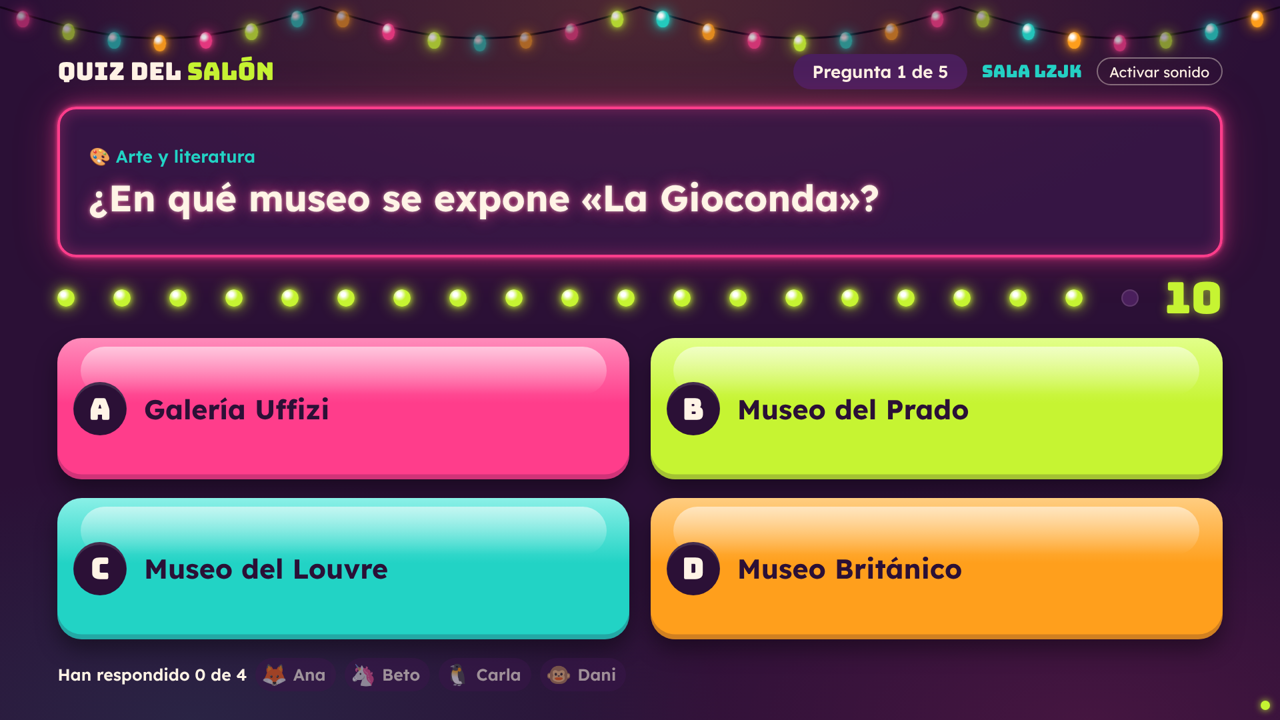 QUIZ DEL SALÓN
Pregunta 1 de 5
SALA LZJK
Activar sonido
Arte y literatura
¿En qué museo se expone «La Gioconda»?
10
A Galería Uffizi
B Museo del Prado
C Museo del Louvre
D Museo Británico
Han respondido 0 de 4 Ana Beto Carla Dani